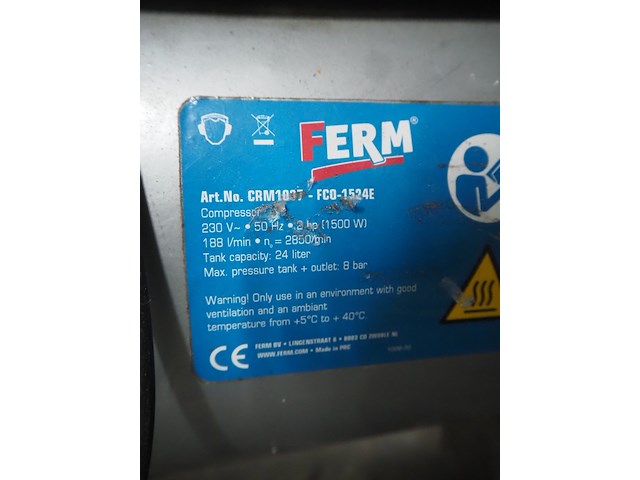 FERM®
Art.No. CRM1037 - FCO-1524E
Compressor
230 V~ • 50 Hz • 2 hp (1500 W)
188 l/min • n₀ = 2850/min
Tank capacity: 24 liter
Max. pressure tank + outlet: 8 bar
Warning! Only use in an environment with good
ventilation and an ambiant
temperature from +5°C to + 40°C.
CE
FERM BV • LINGENSTRAAT 6 • 8003 CD ZWOLLE NL
WWW.FERM.COM • Made in PRC